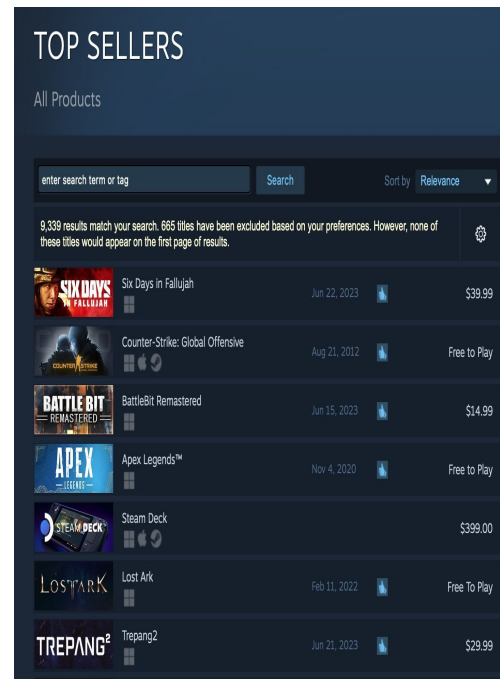 TOP SELLERS
All Products
enter search term or tag
Search
Sort by Relevance
9,339 results match your search. 665 titles have been excluded based on your preferences. However, none of
these titles would appear on the first page of results.
SIX DAYS
IN FALLUJAH
Six Days in Fallujah
Jun 22, 2023
$39.99
COUNTER STRIKE
Counter-Strike: Global Offensive
Aug 21, 2012
Free to Play
BATTLE BIT
REMASTERED
BattleBit Remastered
Jun 15, 2023
$14.99
APEX
LEGENDS
Apex Legends™
Nov 4, 2020
Free to Play
STEAM DECK
Steam Deck
$399.00
LOST ARK
Lost Ark
Feb 11, 2022
Free To Play
TREPANG²
Trepang2
Jun 21, 2023
$29.99